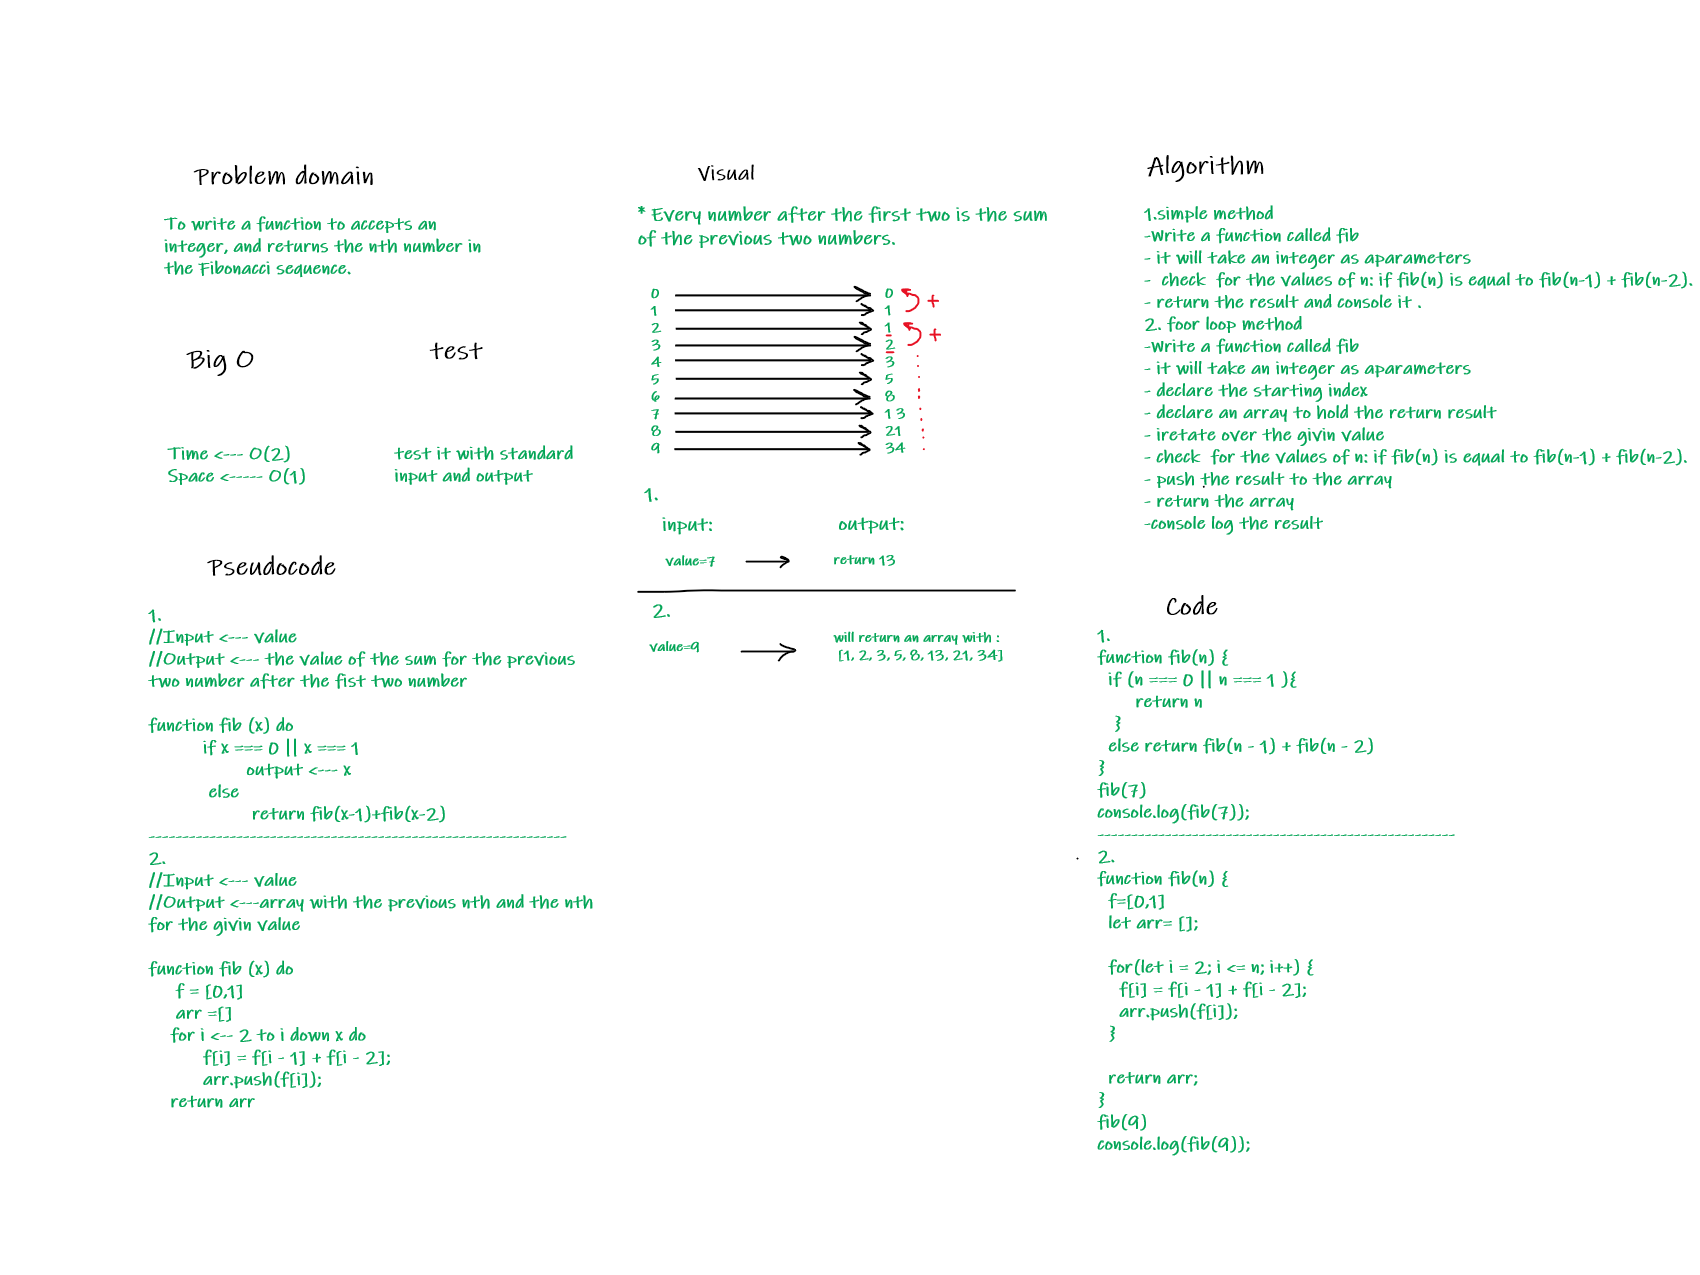 Problem domain
To write a function to accepts an
integer, and returns the nth number in
the Fibonacci sequence.
Big O
Time <--- O(2)
Space <----- O(1)
test
test it with standard
input and output
Pseudocode
1.
//Input <--- value
//Output <--- the value of the sum for the previous
two number after the fist two number
function fib (x) do
if x === 0 || x === 1
output <--- x
else
return fib(x-1)+fib(x-2)
--------------------------------------------------------------
2.
//Input <--- value
//Output <---array with the previous nth and the nth
for the givin value
function fib (x) do
f = [0,1]
arr =[]
for i <-- 2 to i down x do
f[i] = f[i - 1] + f[i - 2];
arr.push(f[i]);
return arr
Visual
* Every number after the first two is the sum
of the previous two numbers.
0 0
1 1 +
2 1
3 2 +
4 3
5 5
6 8
7 13
8 21
9 34
1.
input: output:
value=7 return 13
2.
value=9 will return an array with :
[1, 2, 3, 5, 8, 13, 21, 34]
Algorithm
1.simple method
-Write a function called fib
- it will take an integer as aparameters
- check for the values of n: if fib(n) is equal to fib(n-1) + fib(n-2).
- return the result and console it .
2. foor loop method
-Write a function called fib
- it will take an integer as aparameters
- declare the starting index
- declare an array to hold the return result
- iretate over the givin value
- check for the values of n: if fib(n) is equal to fib(n-1) + fib(n-2).
- push the result to the array
- return the array
-console log the result
Code
1.
function fib(n) {
if (n === 0 || n === 1 ){
return n
}
else return fib(n - 1) + fib(n - 2)
}
fib(7)
console.log(fib(7));
-----------------------------------------------------
2.
function fib(n) {
f=[0,1]
let arr= [];
for(let i = 2; i <= n; i++) {
f[i] = f[i - 1] + f[i - 2];
arr.push(f[i]);
}
return arr;
}
fib(9)
console.log(fib(9));